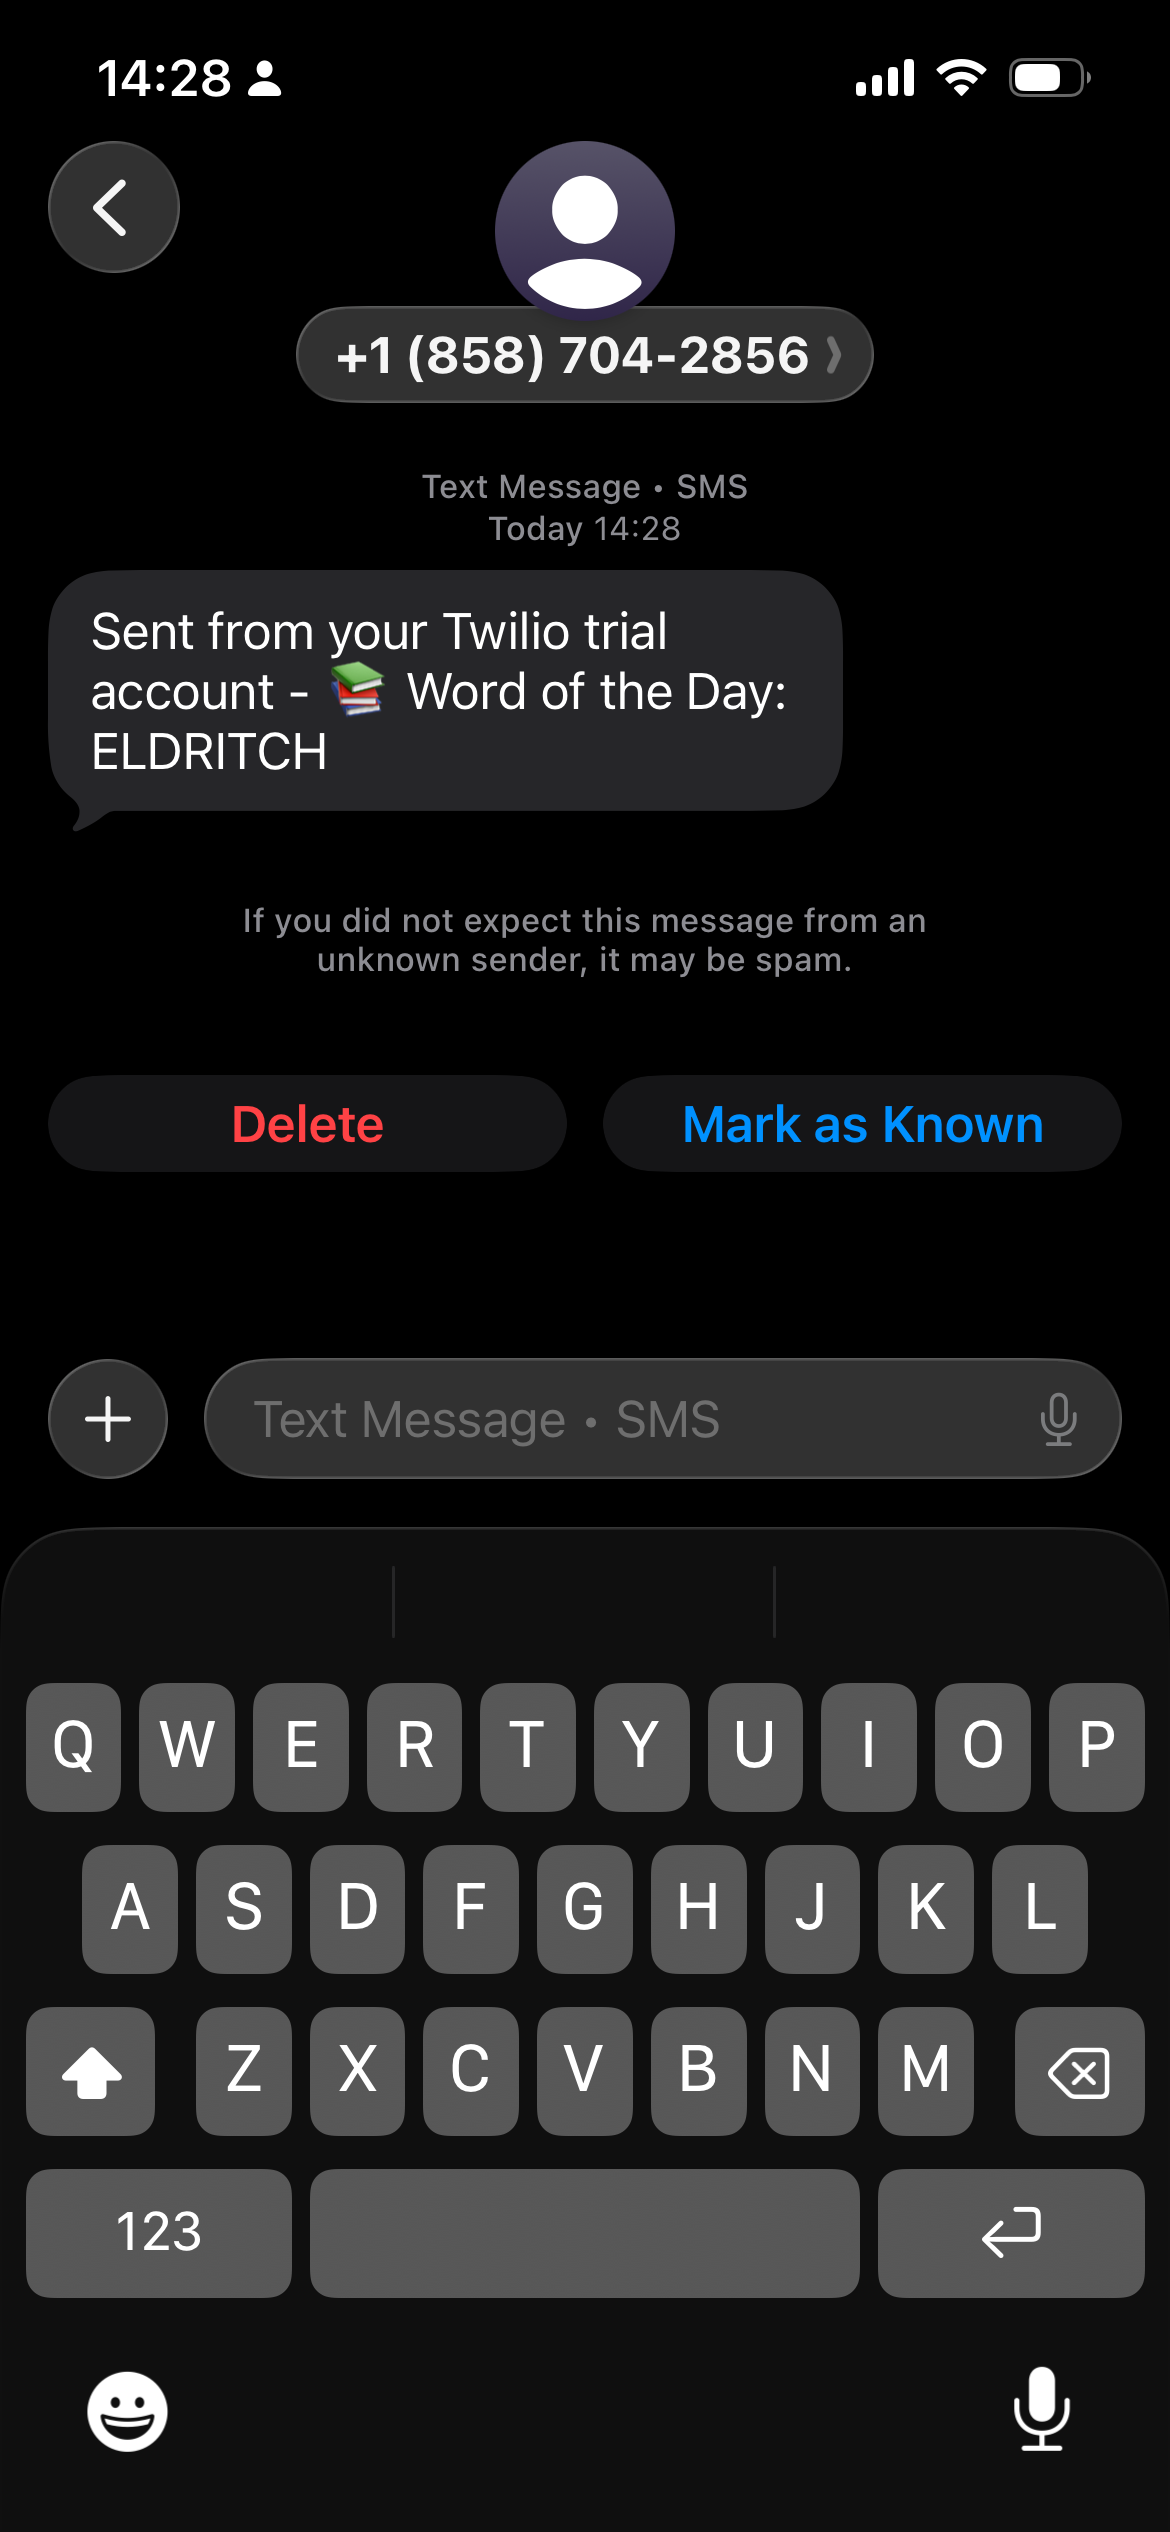 14:28
+1 (858) 704-2856
Text Message • SMS
Today 14:28
Sent from your Twilio trial
account - 📚 Word of the Day:
ELDRITCH
If you did not expect this message from an
unknown sender, it may be spam.
Delete
Mark as Known
Text Message • SMS
Q W E R T Y U I O P
A S D F G H J K L
Z X C V B N M
123